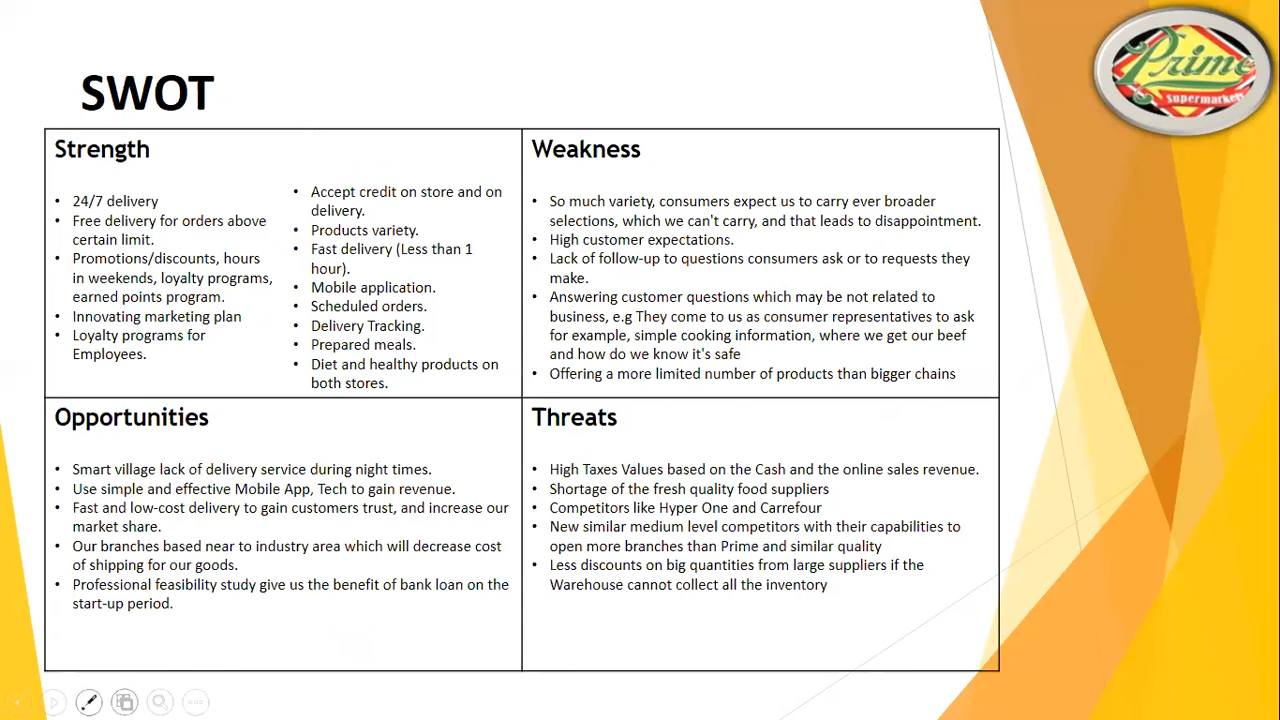 Prime
supermarkets
SWOT
Strength
• 24/7 delivery
• Free delivery for orders above
certain limit.
• Promotions/discounts, hours
in weekends, loyalty programs,
earned points program.
• Innovating marketing plan
• Loyalty programs for
Employees.
• Accept credit on store and on
delivery.
• Products variety.
• Fast delivery (Less than 1
hour).
• Mobile application.
• Scheduled orders.
• Delivery Tracking.
• Prepared meals.
• Diet and healthy products on
both stores.
Weakness
• So much variety, consumers expect us to carry ever broader
selections, which we can't carry, and that leads to disappointment.
• High customer expectations.
• Lack of follow-up to questions consumers ask or to requests they
make.
• Answering customer questions which may be not related to
business, e.g They come to us as consumer representatives to ask
for example, simple cooking information, where we get our beef
and how do we know it's safe
• Offering a more limited number of products than bigger chains
Opportunities
• Smart village lack of delivery service during night times.
• Use simple and effective Mobile App, Tech to gain revenue.
• Fast and low-cost delivery to gain customers trust, and increase our
market share.
• Our branches based near to industry area which will decrease cost
of shipping for our goods.
• Professional feasibility study give us the benefit of bank loan on the
start-up period.
Threats
• High Taxes Values based on the Cash and the online sales revenue.
• Shortage of the fresh quality food suppliers
• Competitors like Hyper One and Carrefour
• New similar medium level competitors with their capabilities to
open more branches than Prime and similar quality
• Less discounts on big quantities from large suppliers if the
Warehouse cannot collect all the inventory